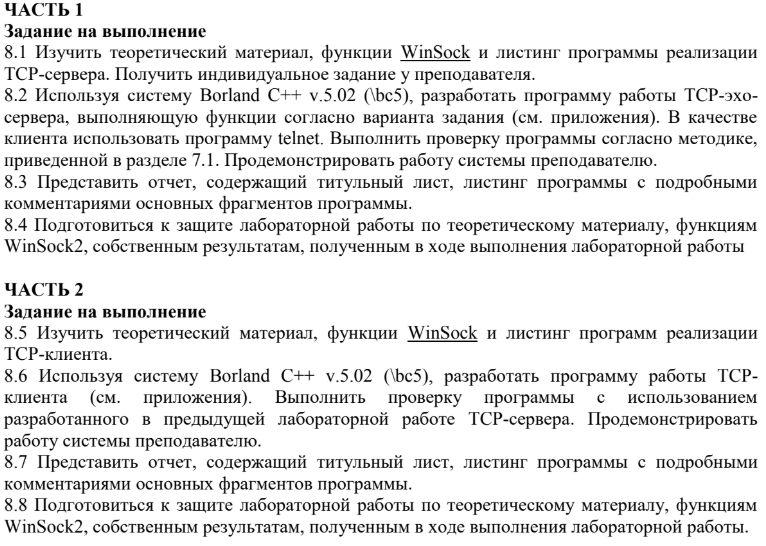 ЧАСТЬ 1
Задание на выполнение
8.1 Изучить теоретический материал, функции WinSock и листинг программы реализации
TCP-сервера. Получить индивидуальное задание у преподавателя.
8.2 Используя систему Borland C++ v.5.02 (\bc5), разработать программу работы TCP-эхо-
сервера, выполняющую функции согласно варианта задания (см. приложения). В качестве
клиента использовать программу telnet. Выполнить проверку программы согласно методике,
приведенной в разделе 7.1. Продемонстрировать работу системы преподавателю.
8.3 Представить отчет, содержащий титульный лист, листинг программы с подробными
комментариями основных фрагментов программы.
8.4 Подготовиться к защите лабораторной работы по теоретическому материалу, функциям
WinSock2, собственным результатам, полученным в ходе выполнения лабораторной работы
ЧАСТЬ 2
Задание на выполнение
8.5 Изучить теоретический материал, функции WinSock и листинг программ реализации
TCP-клиента.
8.6 Используя систему Borland C++ v.5.02 (\bc5), разработать программу работы TCP-
клиента (см. приложения). Выполнить проверку программы с использованием
разработанного в предыдущей лабораторной работе TCP-сервера. Продемонстрировать
работу системы преподавателю.
8.7 Представить отчет, содержащий титульный лист, листинг программы с подробными
комментариями основных фрагментов программы.
8.8 Подготовиться к защите лабораторной работы по теоретическому материалу, функциям
WinSock2, собственным результатам, полученным в ходе выполнения лабораторной работы.